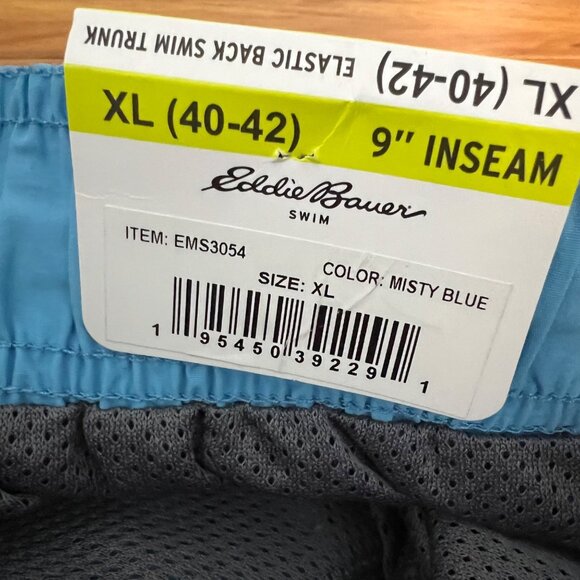 XL (40-42) ELASTIC BACK SWIM TRUNK
XL (40-42) 9" INSEAM
Eddie Bauer
SWIM
ITEM: EMS3054 COLOR: MISTY BLUE
SIZE: XL
1 95450 39229 1